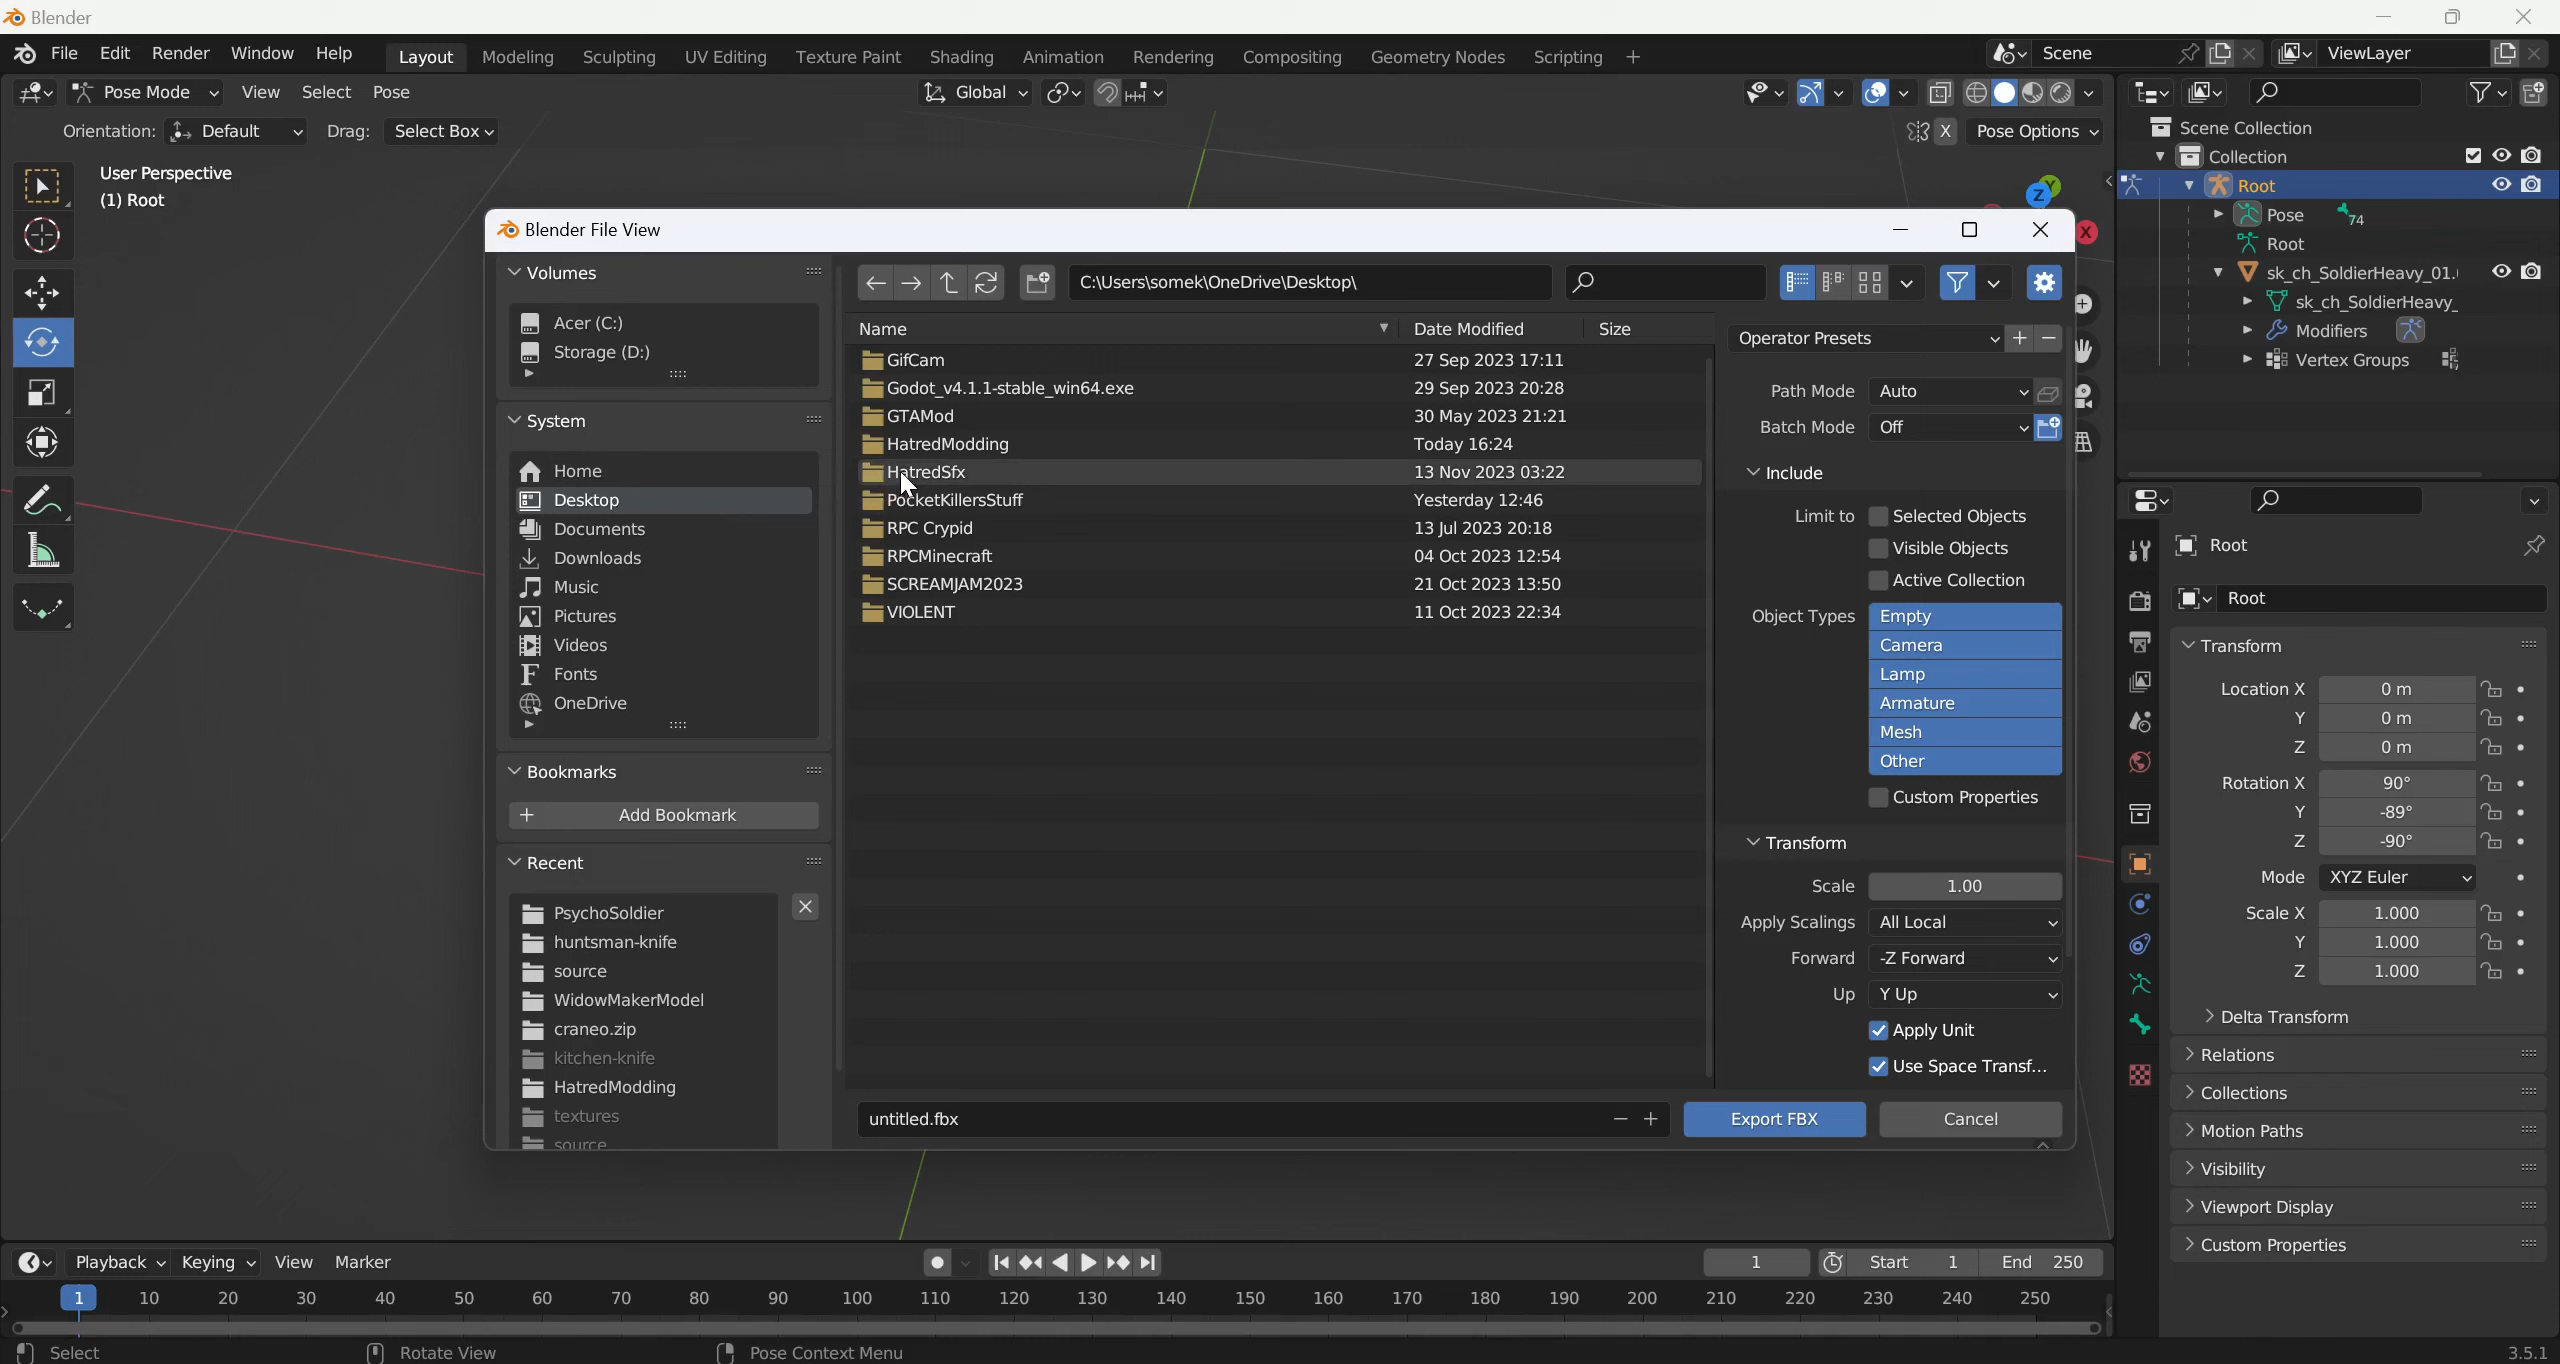 Blender
File Edit Render Window Help Layout Modeling Sculpting UV Editing Texture Paint Shading Animation Rendering Compositing Geometry Nodes Scripting + Scene ViewLayer
Pose Mode View Select Pose Global
Orientation: Default Drag: Select Box X Pose Options
User Perspective
(1) Root
Z Y
X
Scene Collection
Collection
Root
Pose 74
Root
sk_ch_SoldierHeavy_01.
sk_ch_SoldierHeavy_
Modifiers
Vertex Groups
Blender File View
Volumes
Acer (C:)
Storage (D:)
System
Home
Desktop
Documents
Downloads
Music
Pictures
Videos
Fonts
OneDrive
Bookmarks
+ Add Bookmark
Recent
PsychoSoldier
huntsman-knife
source
WidowMakerModel
craneo.zip
kitchen-knife
HatredModding
textures
source
C:\Users\somek\OneDrive\Desktop\
Name Date Modified Size
GifCam 27 Sep 2023 17:11
Godot_v4.1.1-stable_win64.exe 29 Sep 2023 20:28
GTAMod 30 May 2023 21:21
HatredModding Today 16:24
HatredSfx 13 Nov 2023 03:22
PocketKillersStuff Yesterday 12:46
RPC Crypid 13 Jul 2023 20:18
RPCMinecraft 04 Oct 2023 12:54
SCREAMJAM2023 21 Oct 2023 13:50
VIOLENT 11 Oct 2023 22:34
Operator Presets
Path Mode Auto
Batch Mode Off
Include
Limit to Selected Objects
Visible Objects
Active Collection
Object Types Empty
Camera
Lamp
Armature
Mesh
Other
Custom Properties
Transform
Scale 1.00
Apply Scalings All Local
Forward -Z Forward
Up Y Up
Apply Unit
Use Space Transf...
untitled.fbx Export FBX Cancel
Root
Root
Transform
Location X 0 m
Y 0 m
Z 0 m
Rotation X 90°
Y -89°
Z -90°
Mode XYZ Euler
Scale X 1.000
Y 1.000
Z 1.000
Delta Transform
Relations
Collections
Motion Paths
Visibility
Viewport Display
Custom Properties
Playback Keying View Marker 1 Start 1 End 250
1 10 20 30 40 50 60 70 80 90 100 110 120 130 140 150 160 170 180 190 200 210 220 230 240 250
Select Rotate View Pose Context Menu 3.5.1